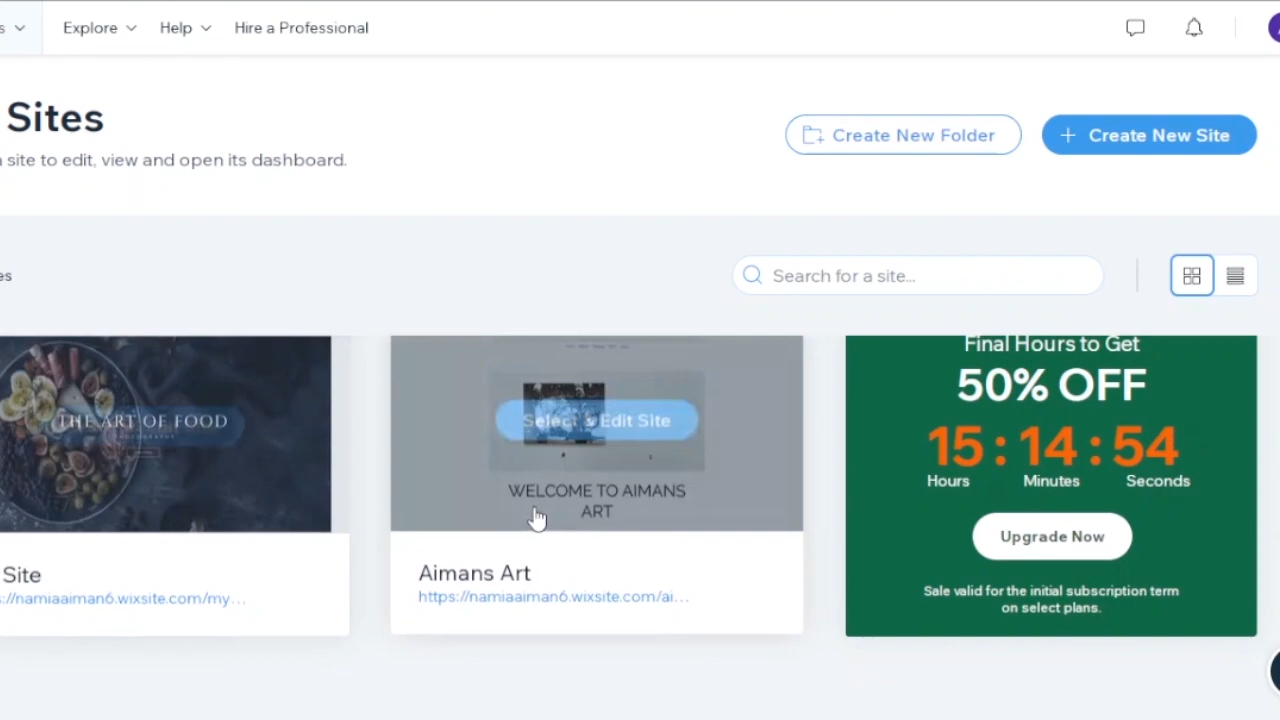 s
Explore
Help
Hire a Professional
Sites
a site to edit, view and open its dashboard.
Create New Folder
+ Create New Site
es
Search for a site...
THE ART OF FOOD
PHOTOGRAPHY
Select & Edit Site
WELCOME TO AIMANS
ART
Site
s://namiaaiman6.wixsite.com/my...
Aimans Art
https://namiaaiman6.wixsite.com/ai...
Final Hours to Get
50% OFF
15 : 14 : 54
Hours Minutes Seconds
Upgrade Now
Sale valid for the initial subscription term
on select plans.